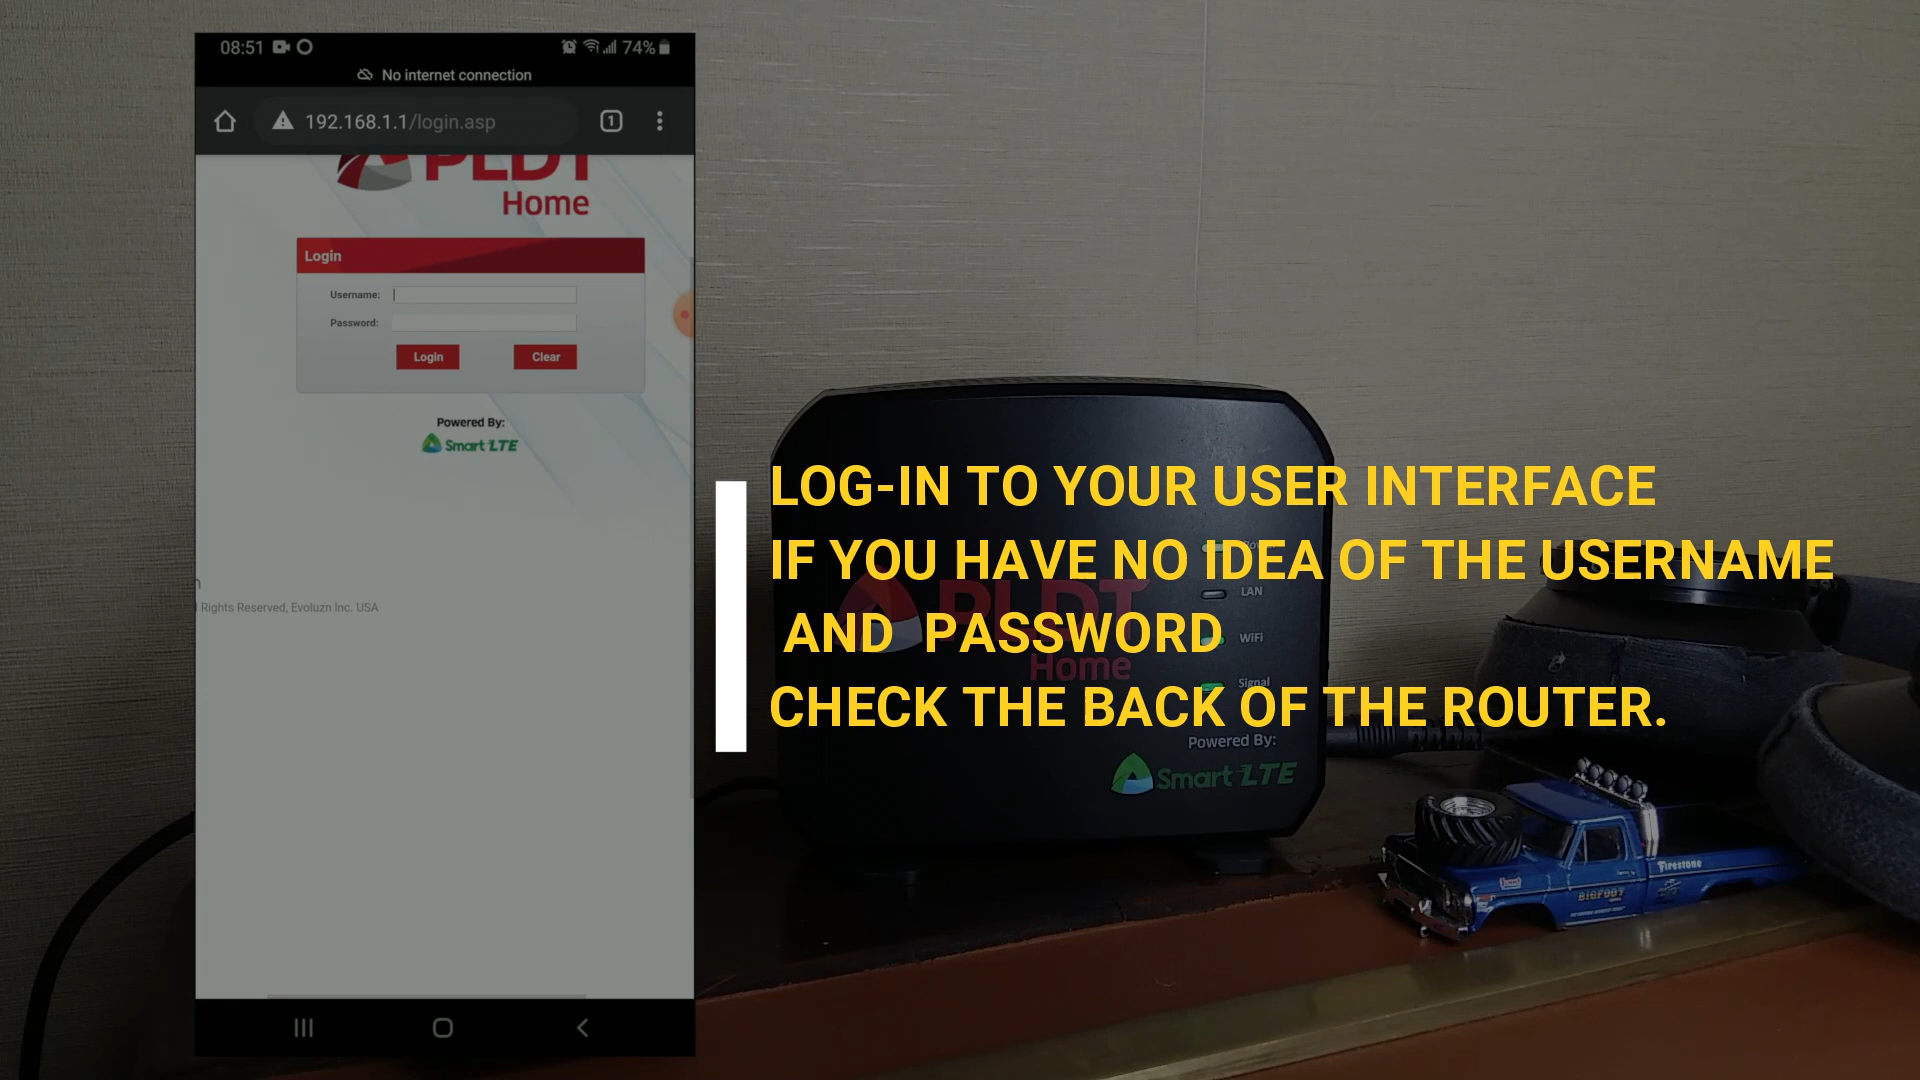 08:51
74%
No internet connection
192.168.1.1/login.asp
1
PLDT
Home
Login
Username:
Password:
Login
Clear
Powered By:
Smart LTE
Rights Reserved, Evoluzn Inc. USA
LOG-IN TO YOUR USER INTERFACE
IF YOU HAVE NO IDEA OF THE USERNAME
AND PASSWORD
CHECK THE BACK OF THE ROUTER.
LAN
PLDT
WiFi
Home
Signal
Powered By:
Smart LTE
Firestone
BIGFOOT